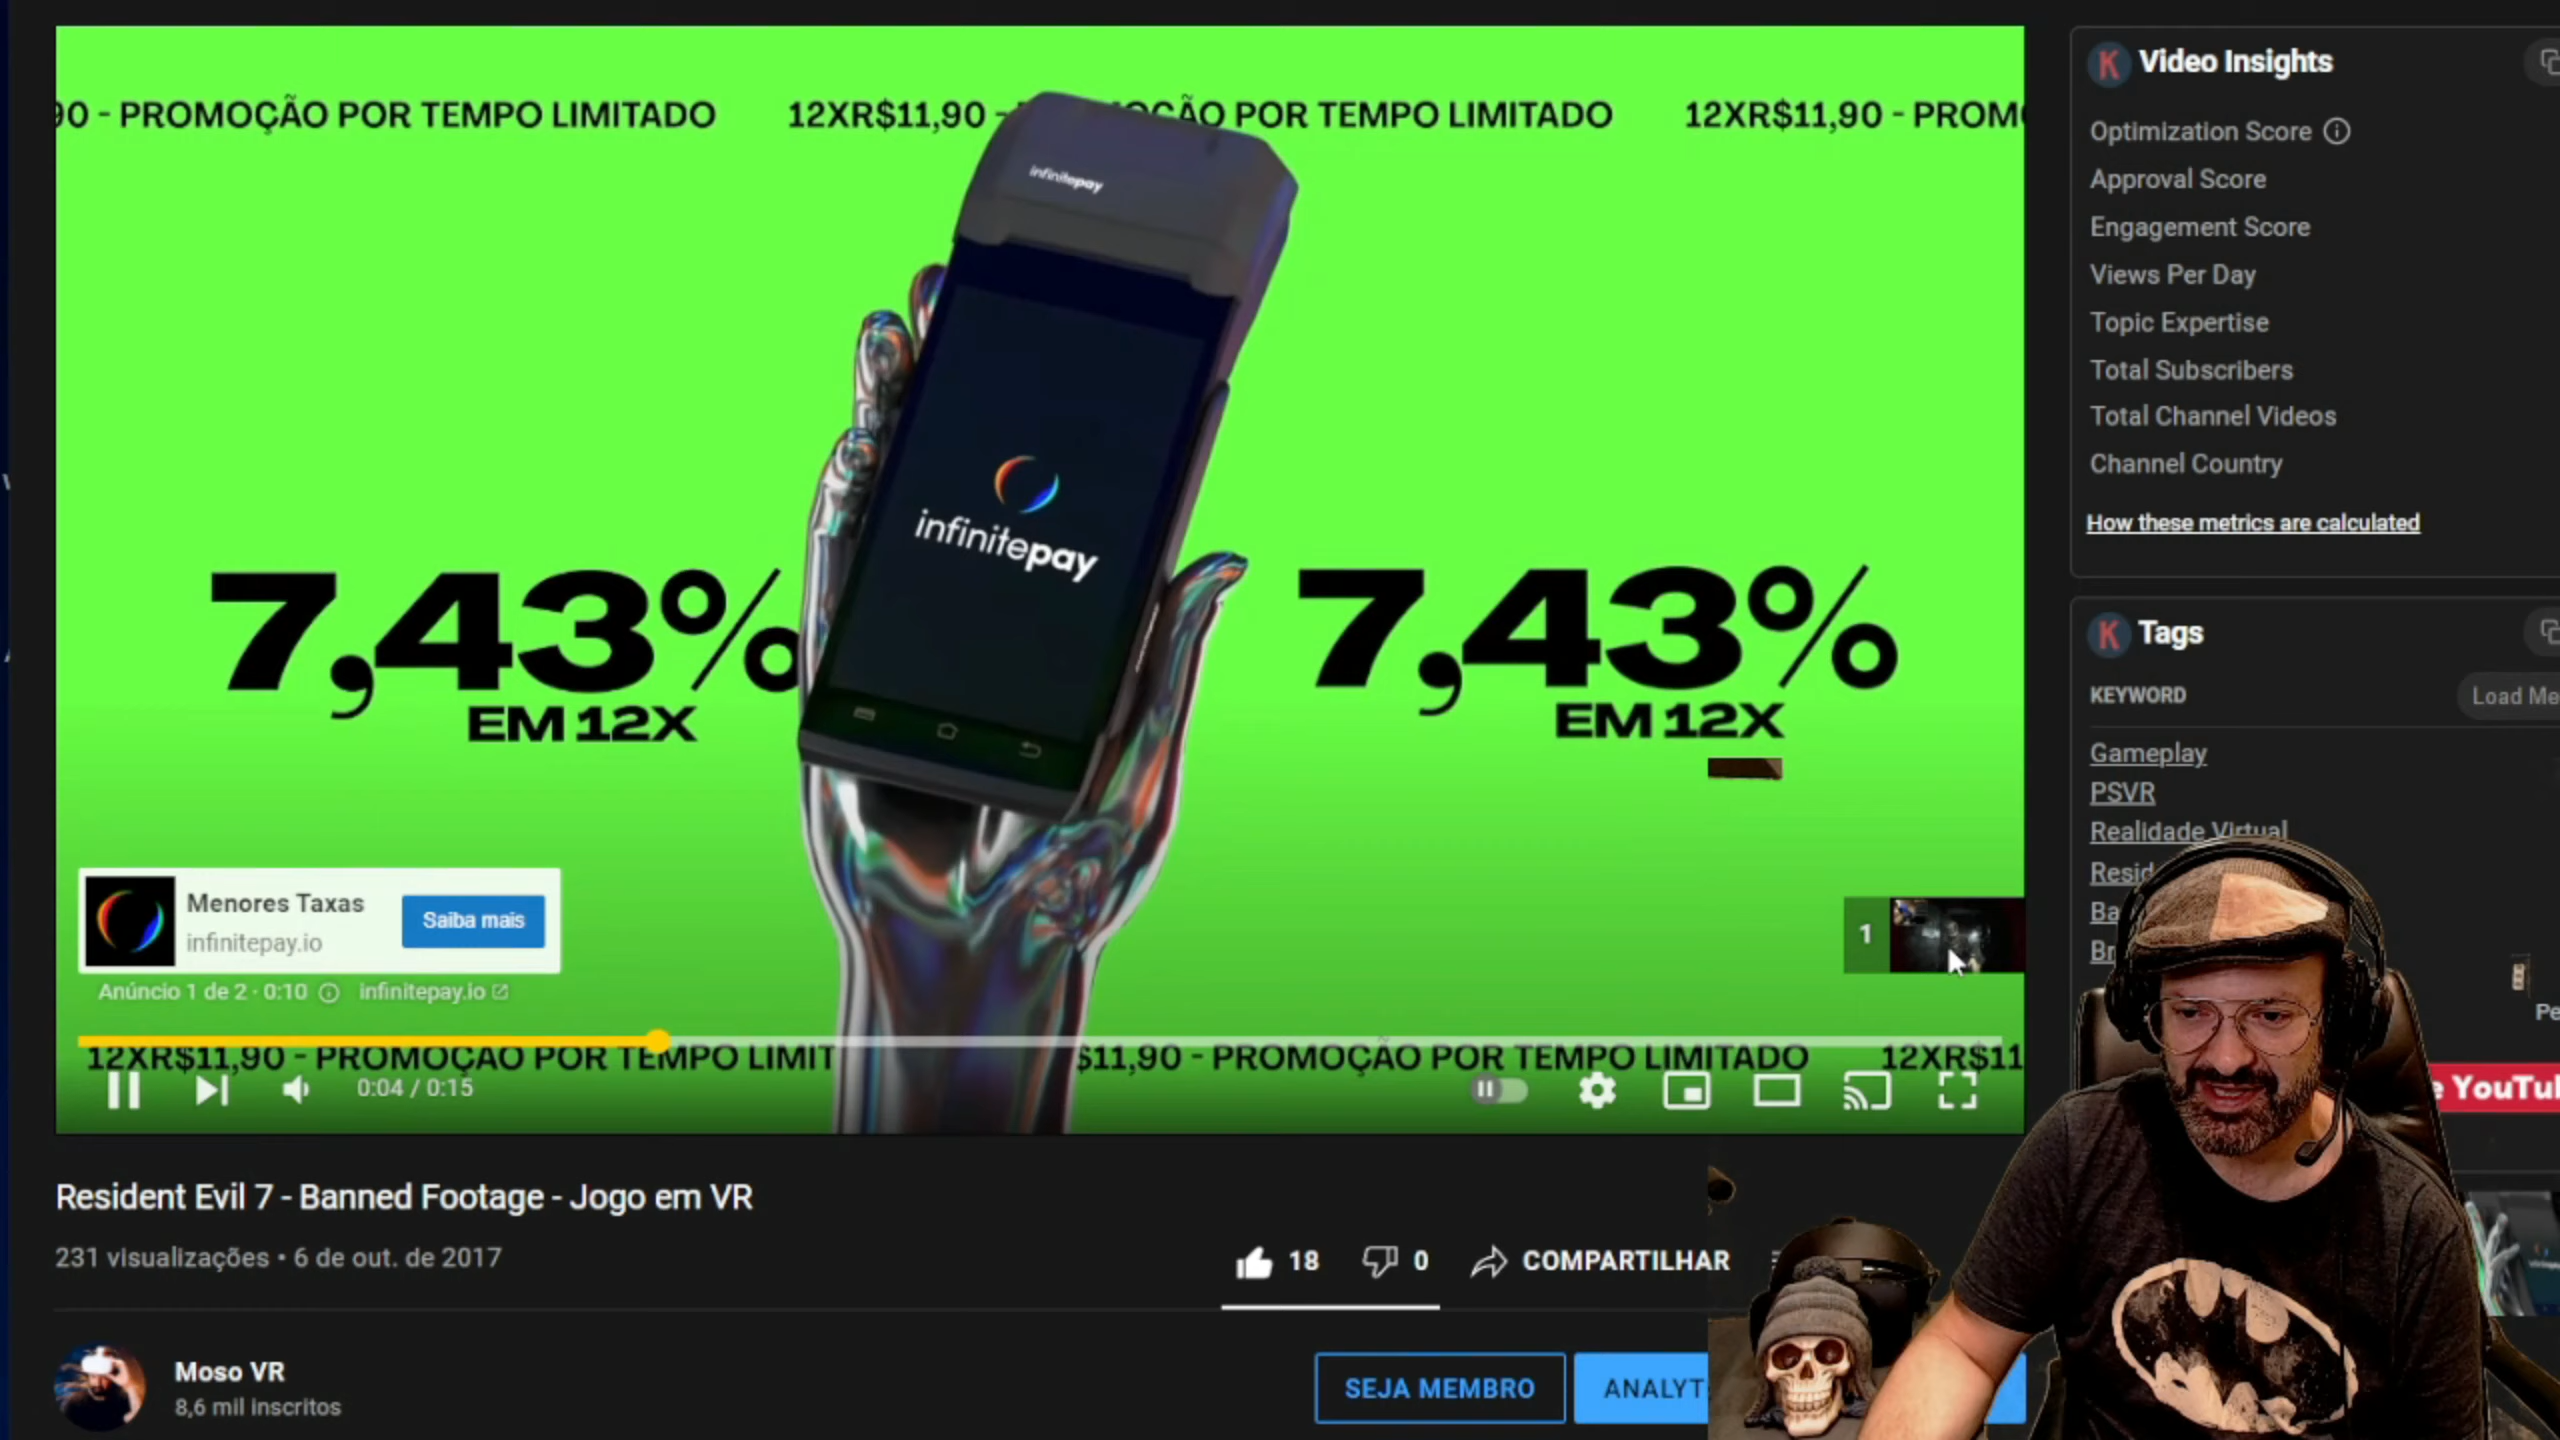 90 - PROMOÇÃO POR TEMPO LIMITADO 12XR$11,90 - ÇÃO POR TEMPO LIMITADO 12XR$11,90 - PROM
infinitepay
infinitepay
7,43%
EM 12X
7,43%
EM 12X
Menores Taxas
infinitepay.io
Saiba mais
1
Anúncio 1 de 2 · 0:10 infinitepay.io
12XR$11,90 - PROMOÇÃO POR TEMPO LIMIT $11,90 - PROMOÇÃO POR TEMPO LIMITADO 12XR$11
0:04 / 0:15
Resident Evil 7 - Banned Footage - Jogo em VR
231 visualizações • 6 de out. de 2017
18
0
COMPARTILHAR
Moso VR
8,6 mil inscritos
SEJA MEMBRO
ANALYT
K Video Insights
Optimization Score
Approval Score
Engagement Score
Views Per Day
Topic Expertise
Total Subscribers
Total Channel Videos
Channel Country
How these metrics are calculated
K Tags
KEYWORD
Load Me
Gameplay
PSVR
Realidade Virtual
Resid
Ba
Br
Pe
e YouTu